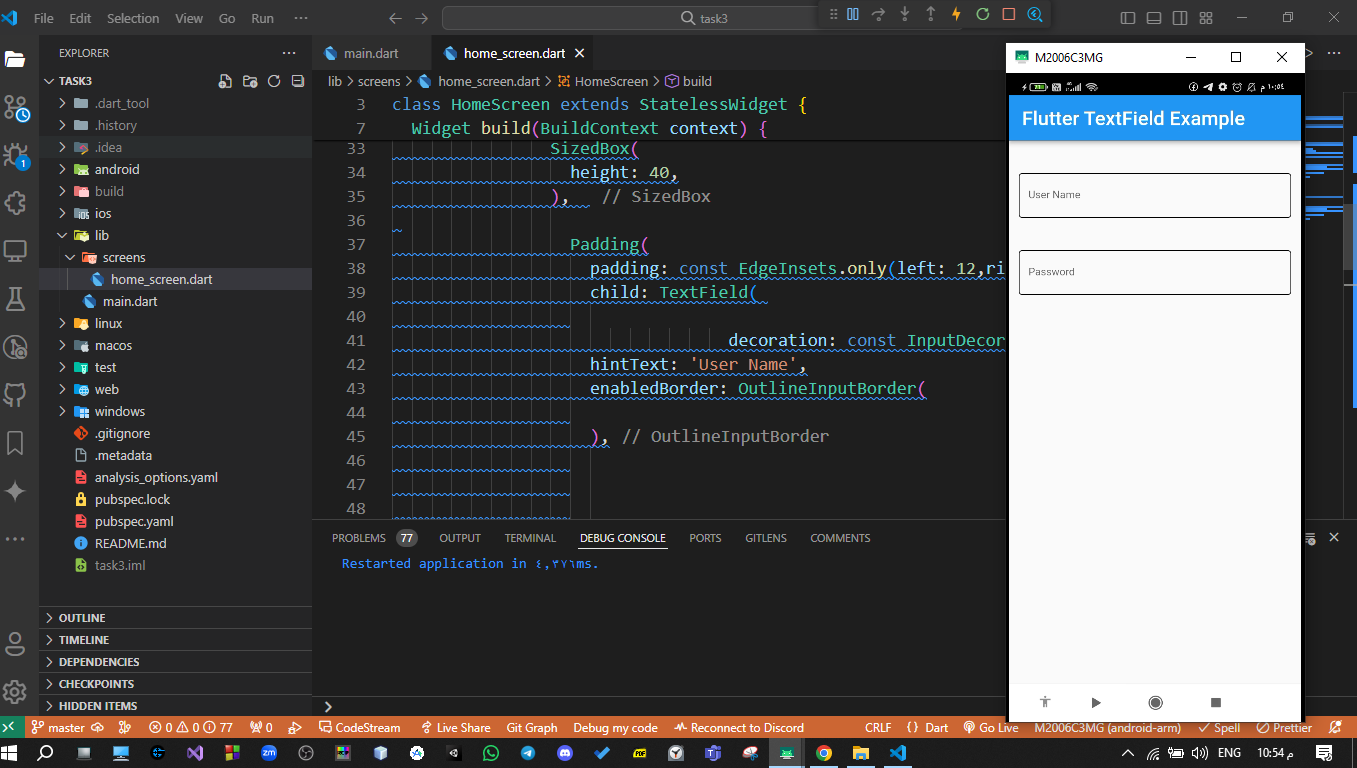 File Edit Selection View Go Run ···
task3
EXPLORER ···
TASK3
.dart_tool
.history
.idea
android
build
ios
lib
screens
home_screen.dart
main.dart
linux
macos
test
web
windows
.gitignore
.metadata
analysis_options.yaml
pubspec.lock
pubspec.yaml
README.md
task3.iml
OUTLINE
TIMELINE
DEPENDENCIES
CHECKPOINTS
HIDDEN ITEMS
main.dart home_screen.dart
lib > screens > home_screen.dart > HomeScreen > build
3 class HomeScreen extends StatelessWidget {
7 Widget build(BuildContext context) {
33 SizedBox(
34 height: 40,
35 ), // SizedBox
36
37 Padding(
38 padding: const EdgeInsets.only(left: 12,ri
39 child: TextField(
40
41 decoration: const InputDecor
42 hintText: 'User Name',
43 enabledBorder: OutlineInputBorder(
44
45 ), // OutlineInputBorder
46
47
48
PROBLEMS 77 OUTPUT TERMINAL DEBUG CONSOLE PORTS GITLENS COMMENTS
Restarted application in ٤,٣٧٦ms.
M2006C3MG
م ١٠:٥٤
Flutter TextField Example
User Name
Password
master 0 0 77 0 CodeStream Live Share Git Graph Debug my code Reconnect to Discord CRLF { } Dart Go Live M2006C3MG (android-arm) Spell Prettier
1
zm
PDF
ENG 10:54 م